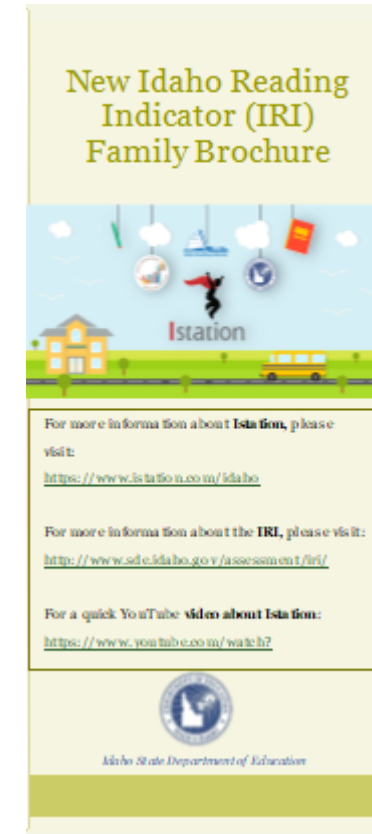 New Idaho Reading
Indicator (IRI)
Family Brochure
Istation
For more information about Istation, please
visit:
https://www.istation.com/idaho
For more information about the IRI, please visit:
http://www.sde.idaho.gov/assessment/iri/
For a quick YouTube video about Istation:
https://www.youtube.com/watch?
Idaho State Department of Education